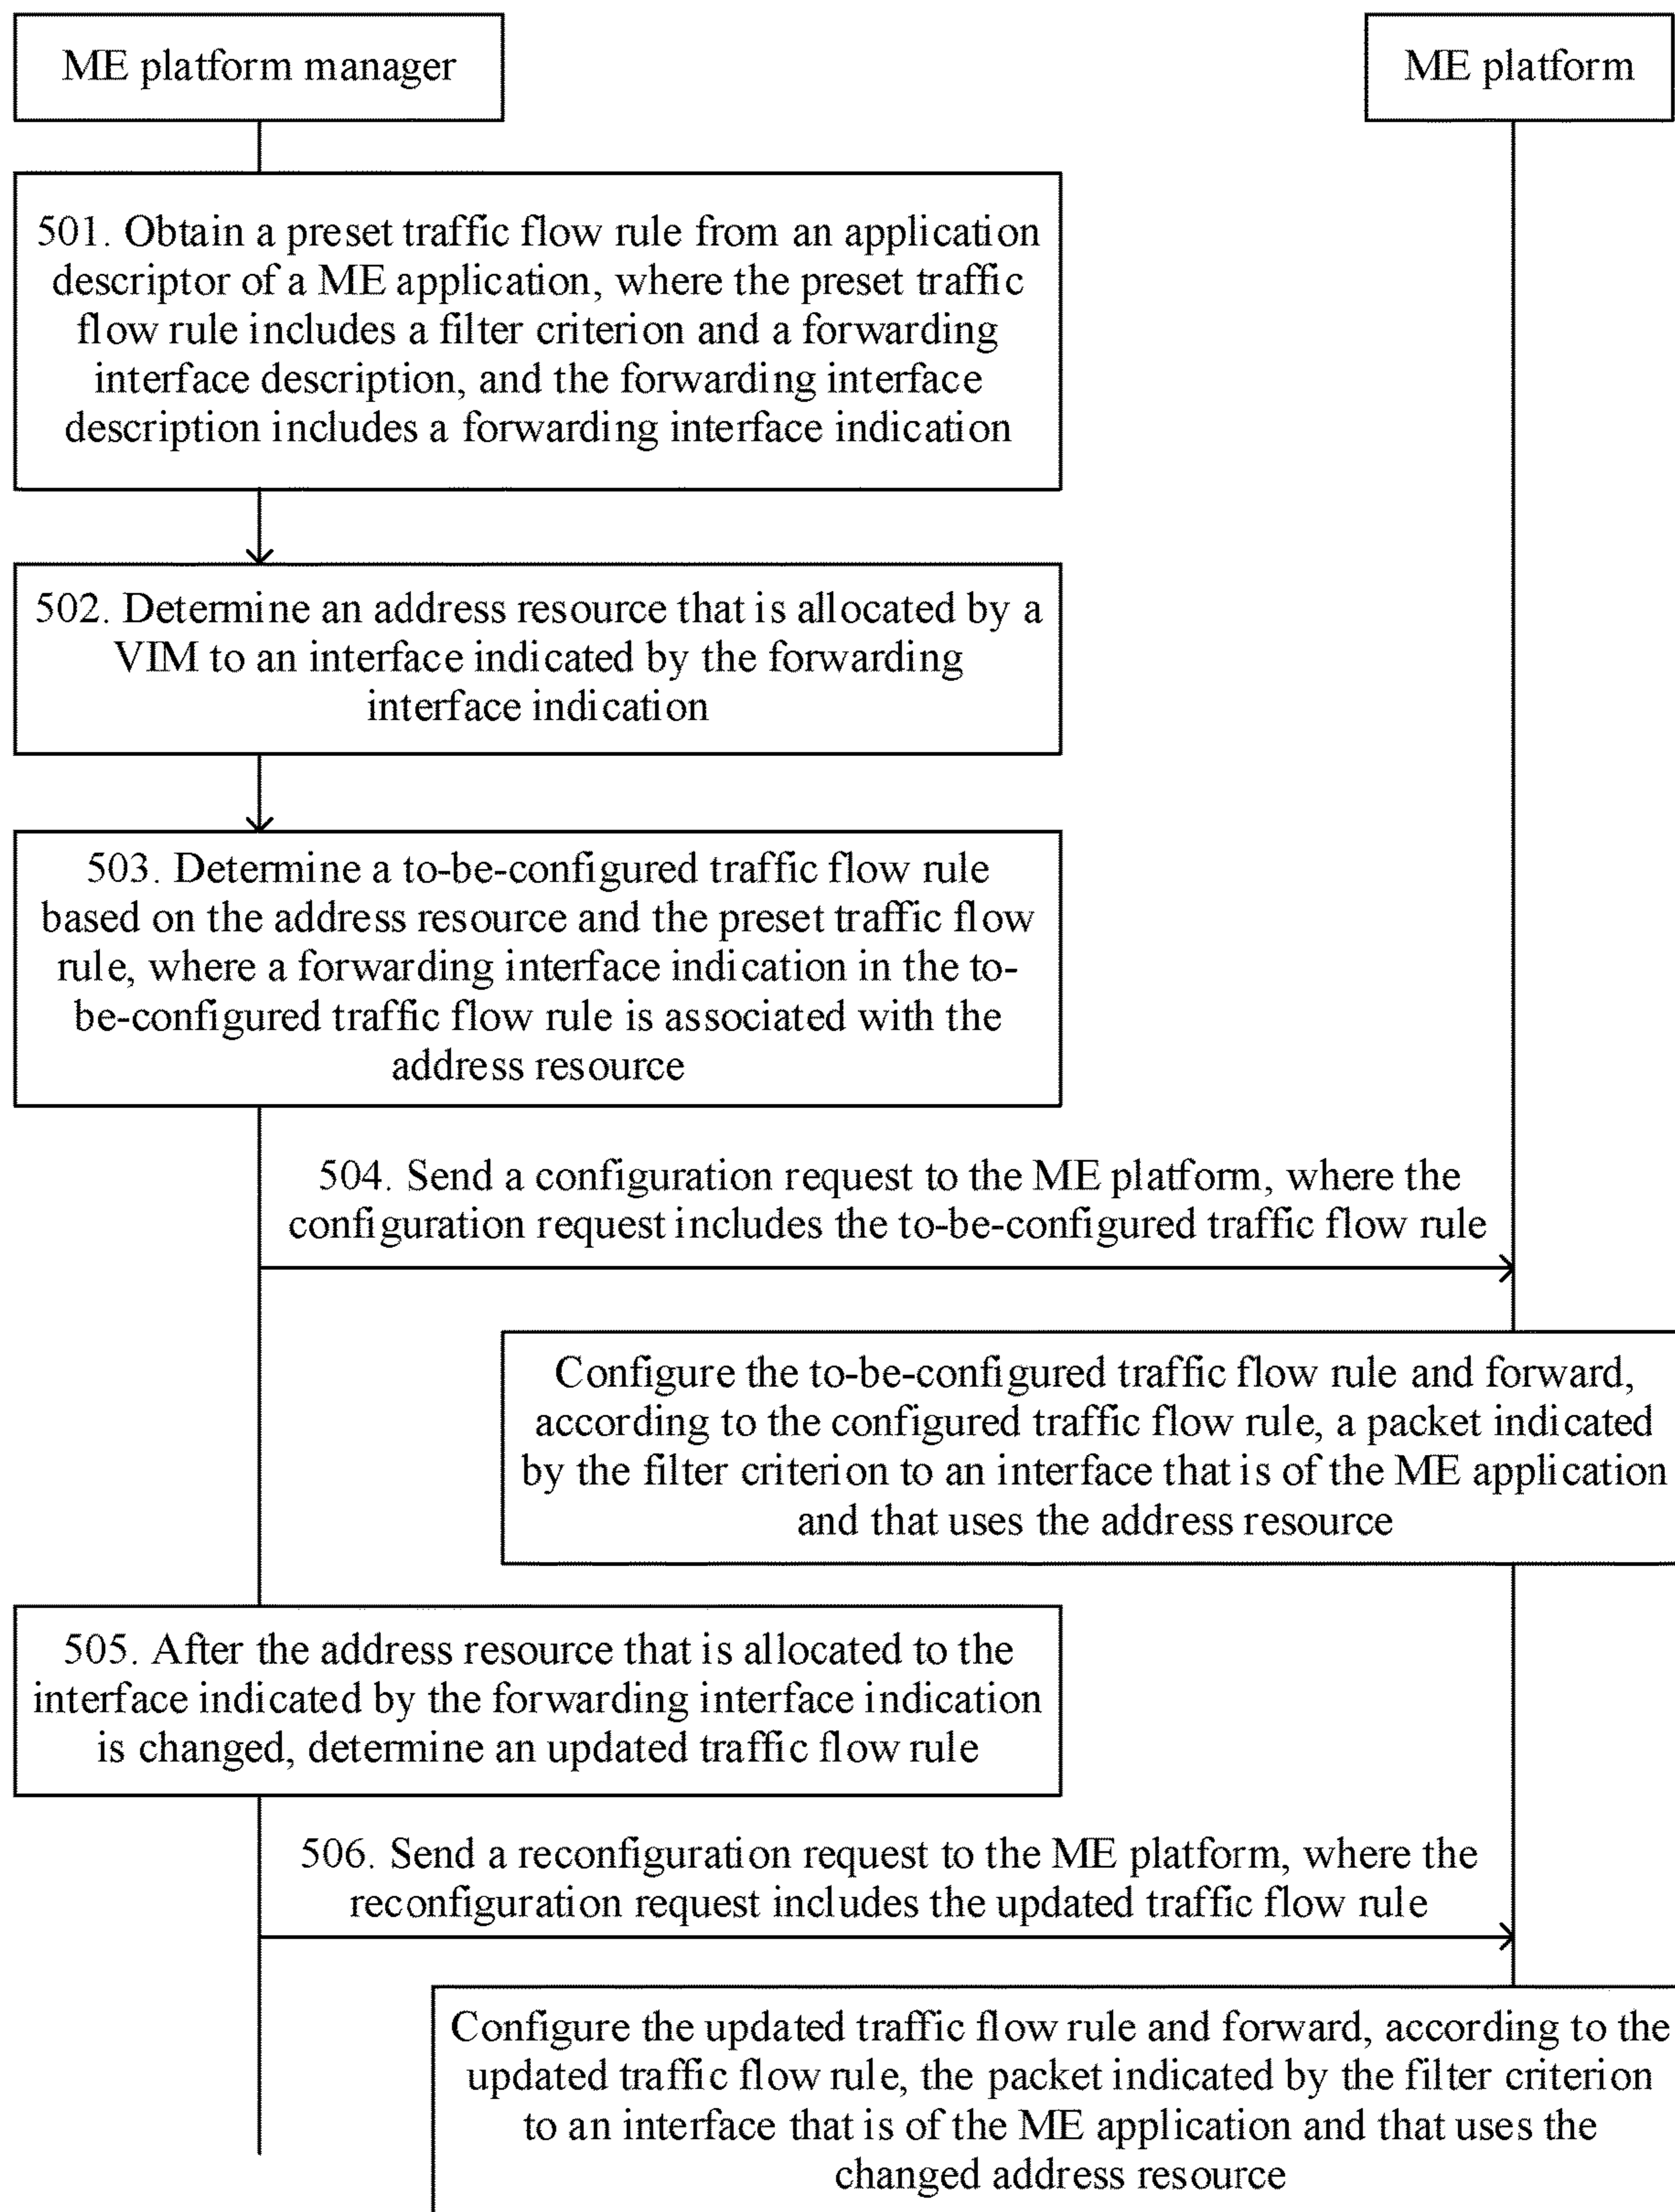 ME platform manager
ME platform
501. Obtain a preset traffic flow rule from an application
descriptor of a ME application, where the preset traffic
flow rule includes a filter criterion and a forwarding
interface description, and the forwarding interface
description includes a forwarding interface indication
502. Determine an address resource that is allocated by a
VIM to an interface indicated by the forwarding
interface indication
503. Determine a to-be-configured traffic flow rule
based on the address resource and the preset traffic flow
rule, where a forwarding interface indication in the to-
be-configured traffic flow rule is associated with the
address resource
504. Send a configuration request to the ME platform, where the
configuration request includes the to-be-configured traffic flow rule
Configure the to-be-configured traffic flow rule and forward,
according to the configured traffic flow rule, a packet indicated
by the filter criterion to an interface that is of the ME application
and that uses the address resource
505. After the address resource that is allocated to the
interface indicated by the forwarding interface indication
is changed, determine an updated traffic flow rule
506. Send a reconfiguration request to the ME platform, where the
reconfiguration request includes the updated traffic flow rule
Configure the updated traffic flow rule and forward, according to the
updated traffic flow rule, the packet indicated by the filter criterion
to an interface that is of the ME application and that uses the
changed address resource